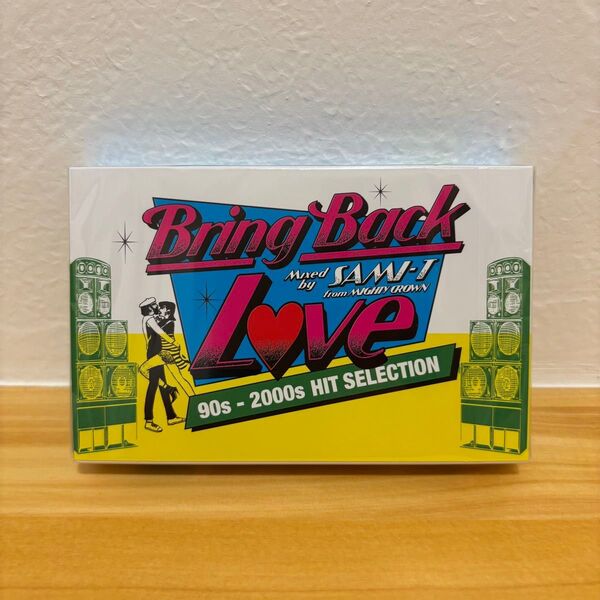 Bring Back
Mixed by SAMI-T
from MIGHTY CROWN
Love
90s - 2000s HIT SELECTION